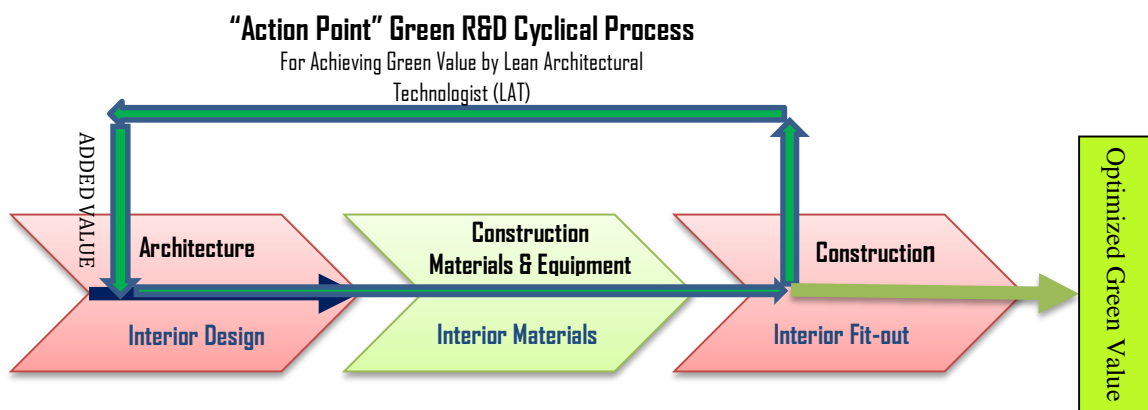 “Action Point” Green R&D Cyclical Process
For Achieving Green Value by Lean Architectural
Technologist (LAT)
ADDED VALUE
Architecture
Interior Design
Construction
Materials & Equipment
Interior Materials
Construction
Interior Fit-out
Optimized Green Value